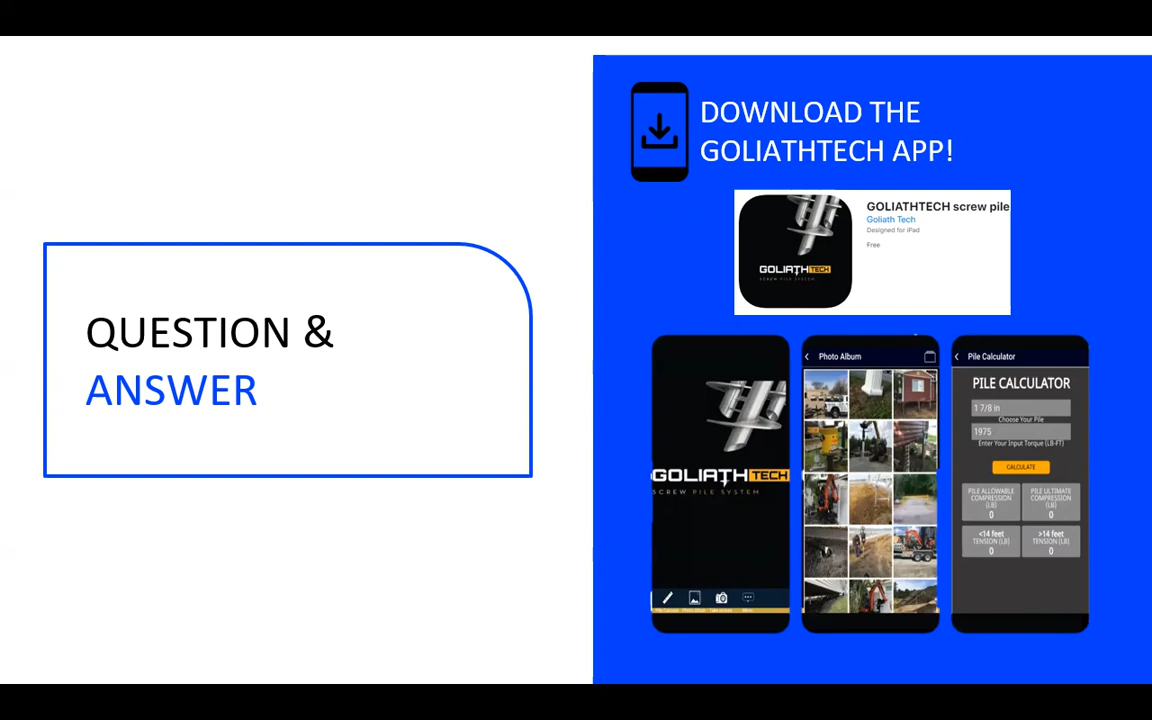 QUESTION &
ANSWER
DOWNLOAD THE
GOLIATHTECH APP!
GOLIATHTECH screw pile
Goliath Tech
Designed for iPad
Free
GOLIATHTECH
SCREW PILE SYSTEM
GOLIATHTECH
SCREW PILE SYSTEM
Photo Album
Pile Calculator
PILE CALCULATOR
1 7/8 in
Choose Your Pile
1975
Enter Your Input Torque (LB-FT)
CALCULATE
PILE ALLOWABLE
COMPRESSION
(LB)
0
PILE ULTIMATE
COMPRESSION
(LB)
0
<14 feet
TENSION (LB)
0
>14 feet
TENSION (LB)
0